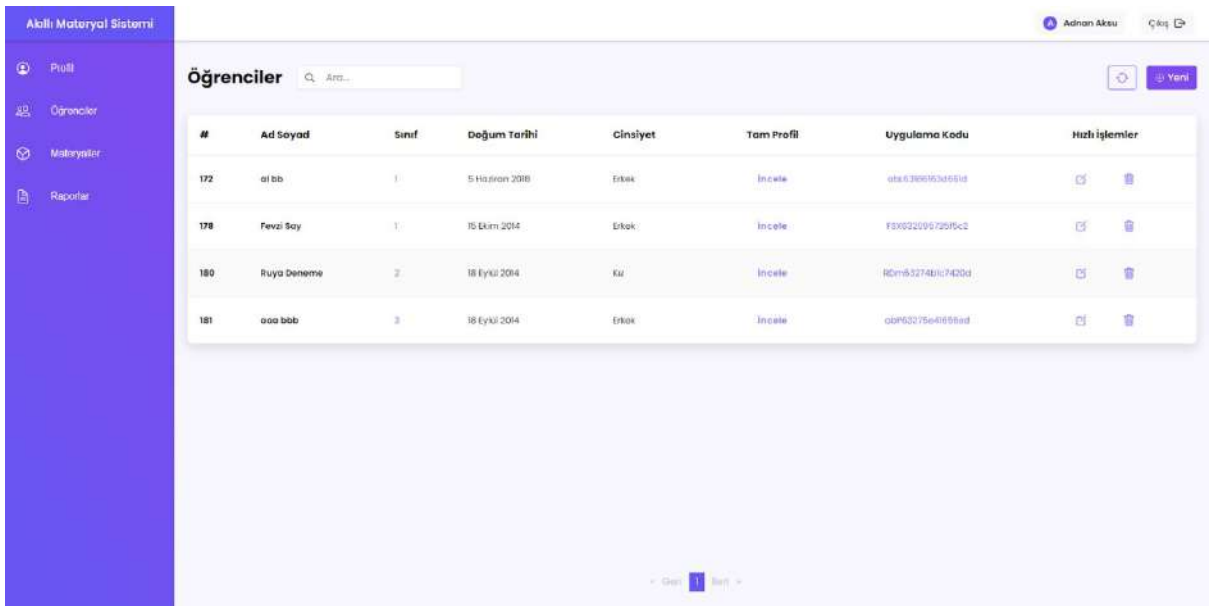 Akıllı Materyal Sistemi
A Adnan Aksu Çıkış
Profil
Öğrenciler
Materyaller
Raporlar
Öğrenciler Ara... Yeni
# Ad Soyad Sınıf Doğum Tarihi Cinsiyet Tam Profil Uygulama Kodu Hızlı işlemler
172 al bb 1 5 Haziran 2018 Erkek İncele
178 Fevzi Say 1 15 Ekim 2014 Erkek İncele
180 Ruya Deneme 2 18 Eylül 2014 Kız İncele
181 aaa bbb 3 18 Eylül 2014 Erkek İncele
< Geri 1 İleri >